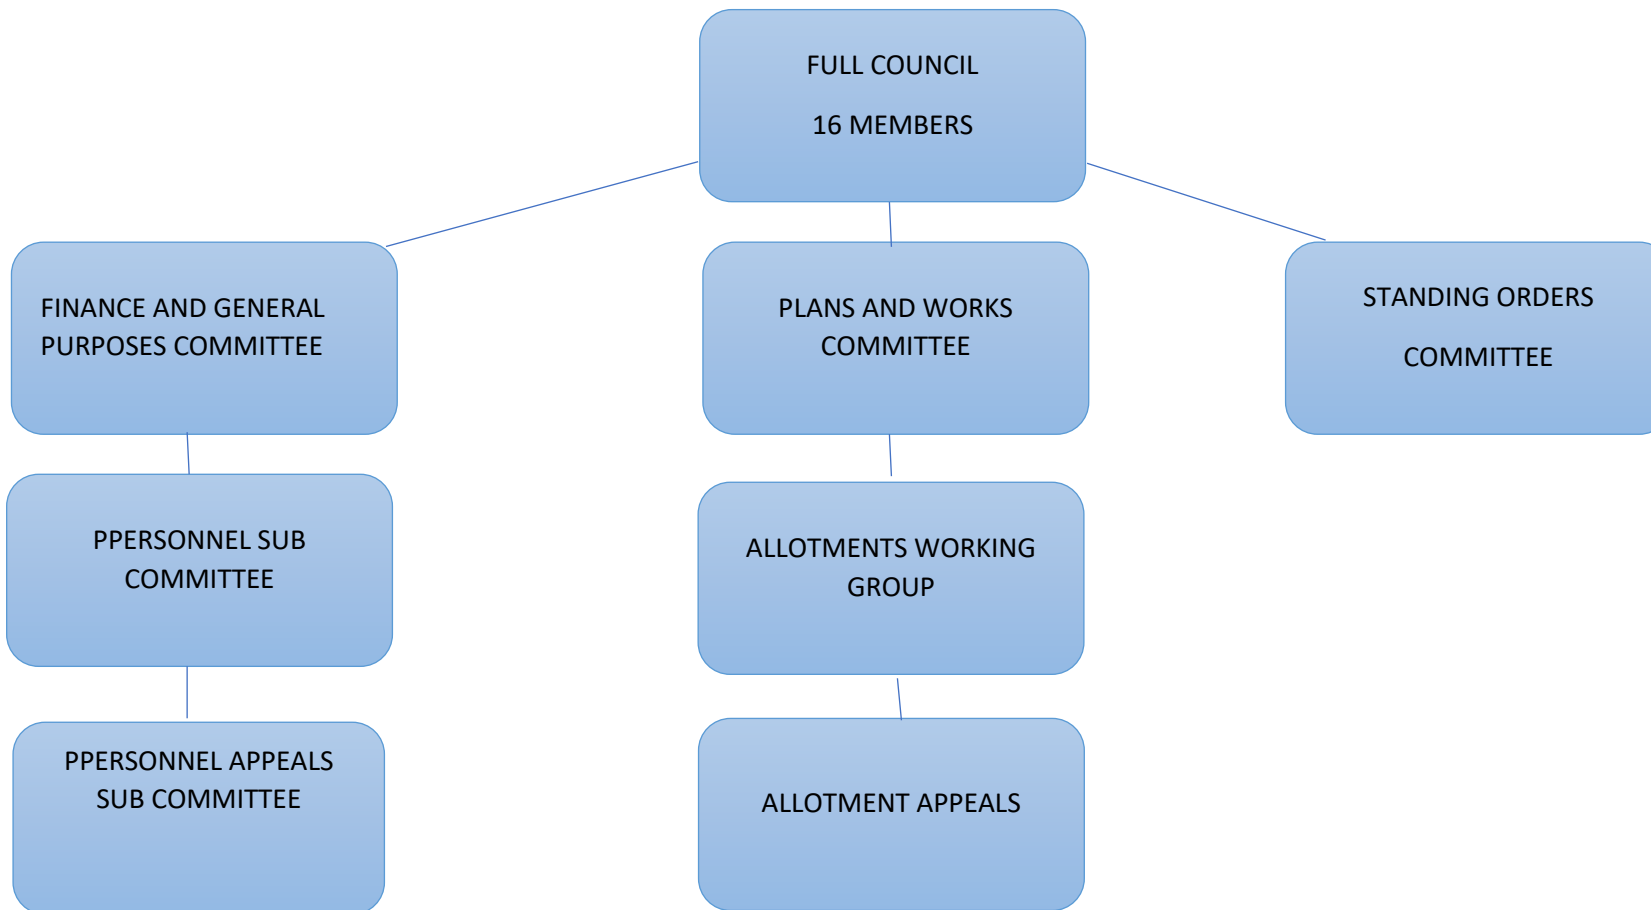 FULL COUNCIL
16 MEMBERS
FINANCE AND GENERAL
PURPOSES COMMITTEE
PLANS AND WORKS
COMMITTEE
STANDING ORDERS
COMMITTEE
PPERSONNEL SUB
COMMITTEE
ALLOTMENTS WORKING
GROUP
PPERSONNEL APPEALS
SUB COMMITTEE
ALLOTMENT APPEALS